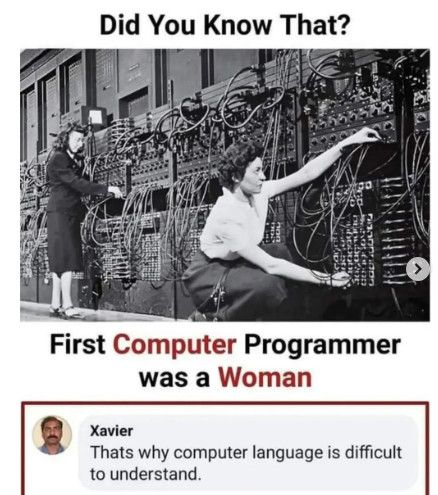 Did You Know That?
First Computer Programmer
was a Woman
Xavier
Thats why computer language is difficult
to understand.